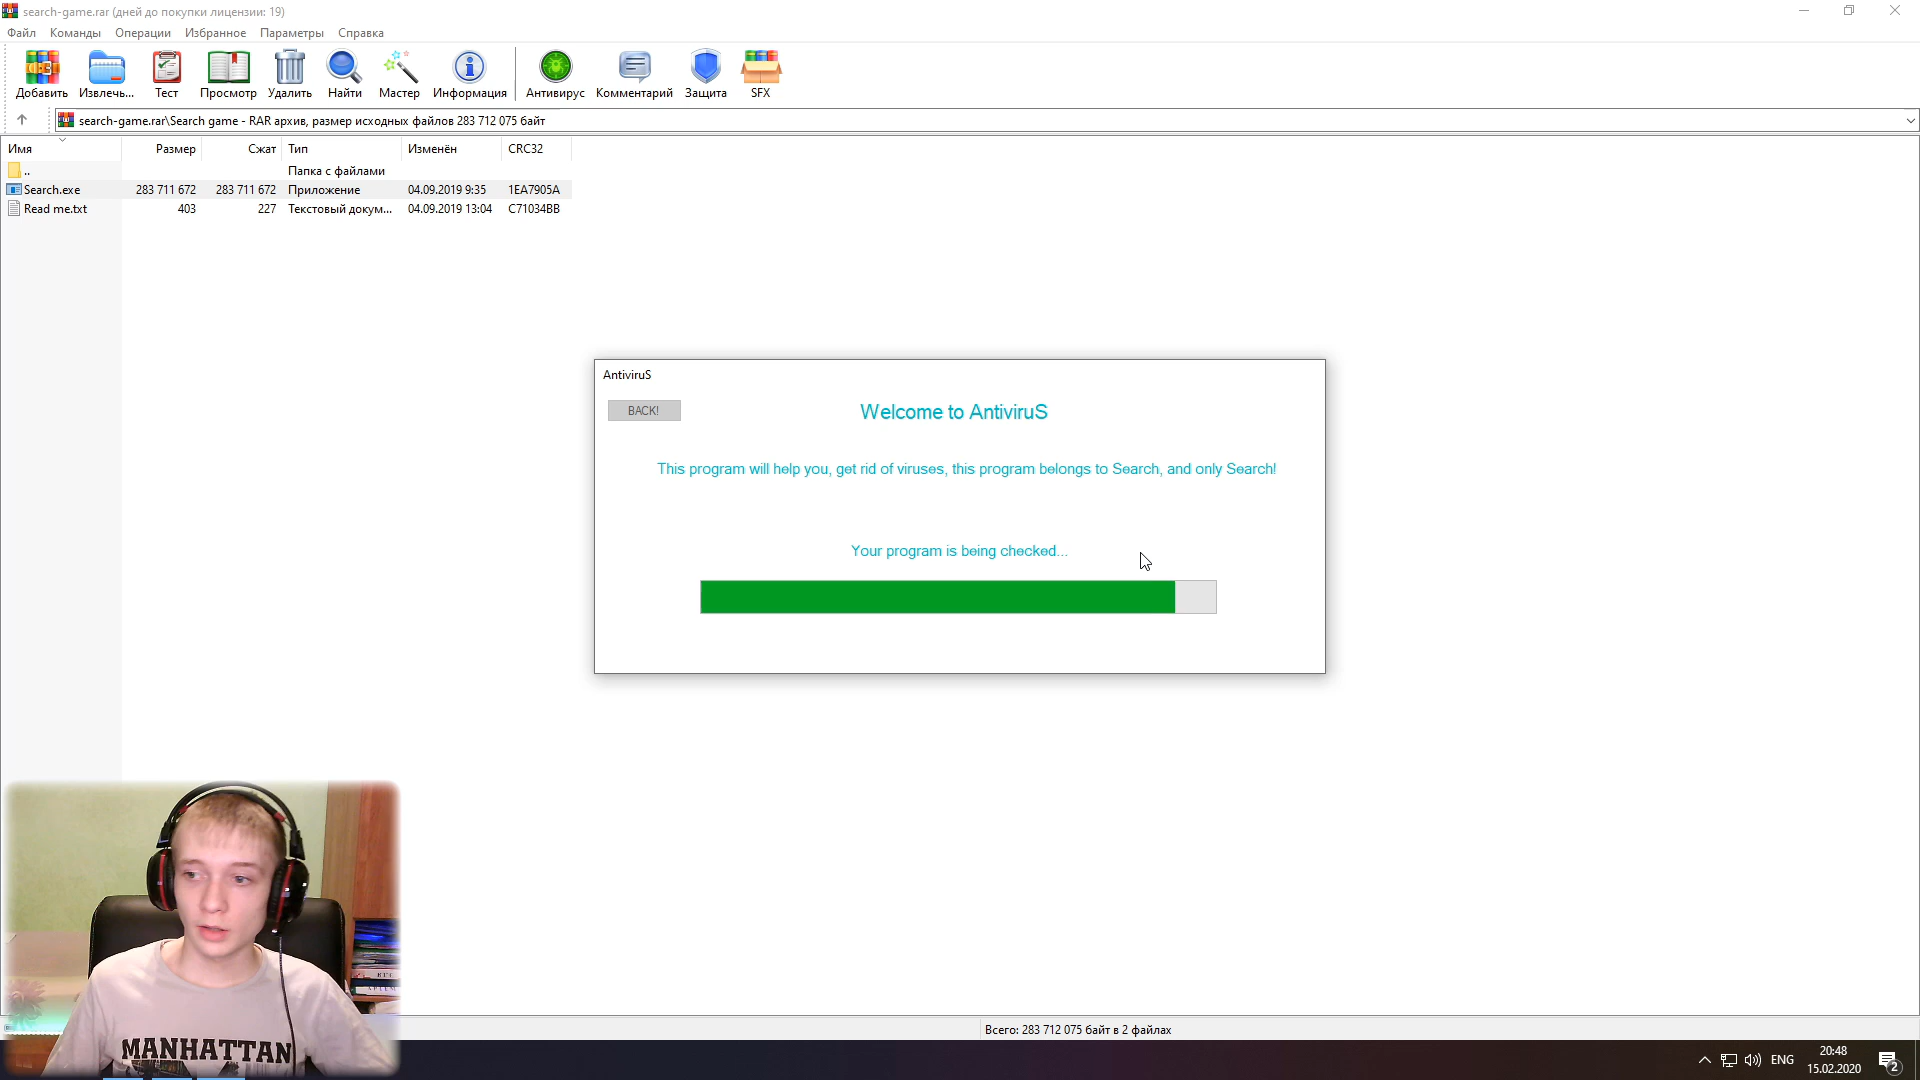 search-game.rar (дней до покупки лицензии: 19)
Файл Команды Операции Избранное Параметры Справка
Добавить Извлечь... Тест Просмотр Удалить Найти Мастер Информация Антивирус Комментарий Защита SFX
search-game.rar\Search game - RAR архив, размер исходных файлов 283 712 075 байт
Имя Размер Сжат Тип Изменён CRC32
.. Папка с файлами
Search.exe 283 711 672 283 711 672 Приложение 04.09.2019 9:35 1EA7905A
Read me.txt 403 227 Текстовый докум... 04.09.2019 13:04 C71034BB
AntiviruS
BACK!
Welcome to AntiviruS
This program will help you, get rid of viruses, this program belongs to Search, and only Search!
Your program is being checked...
MANHATTAN
Всего: 283 712 075 байт в 2 файлах
ENG
20:48
15.02.2020
2